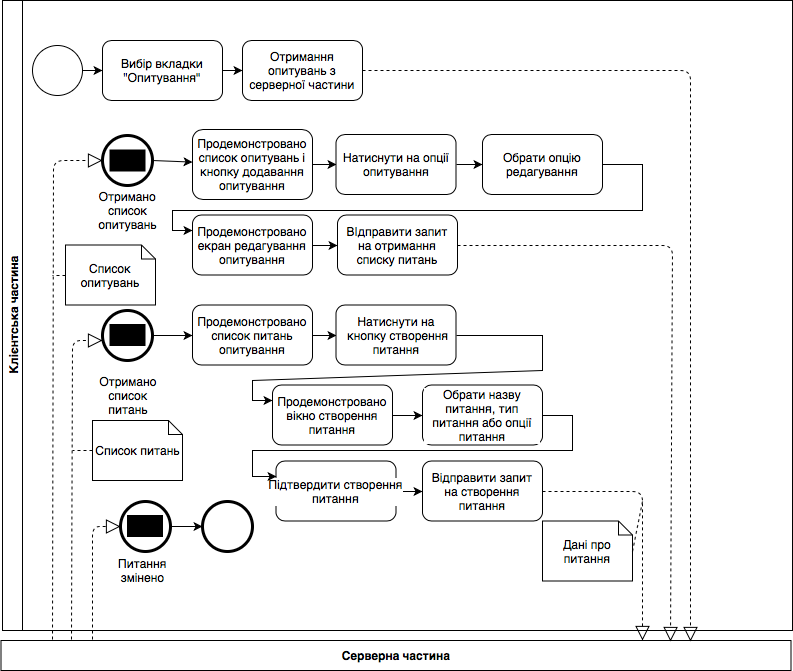 Клієнтська частина
Вибір вкладки
"Опитування"
Отримання
опитувань з
серверної частини
Отримано
список
опитувань
Продемонстровано
список опитувань і
кнопку додавання
опитування
Натиснути на опції
опитування
Обрати опцію
редагування
Продемонстровано
екран редагування
опитування
Відправити запит
на отримання
списку питань
Список
опитувань
Отримано
список
питань
Продемонстровано
список питань
опитування
Натиснути на
кнопку створення
питання
Продемонстровано
вікно створення
питання
Обрати назву
питання, тип
питання або опції
питання
Список питань
Підтвердити створення
питання
Відправити запит
на створення
питання
Питання
змінено
Дані про
питання
Серверна частина